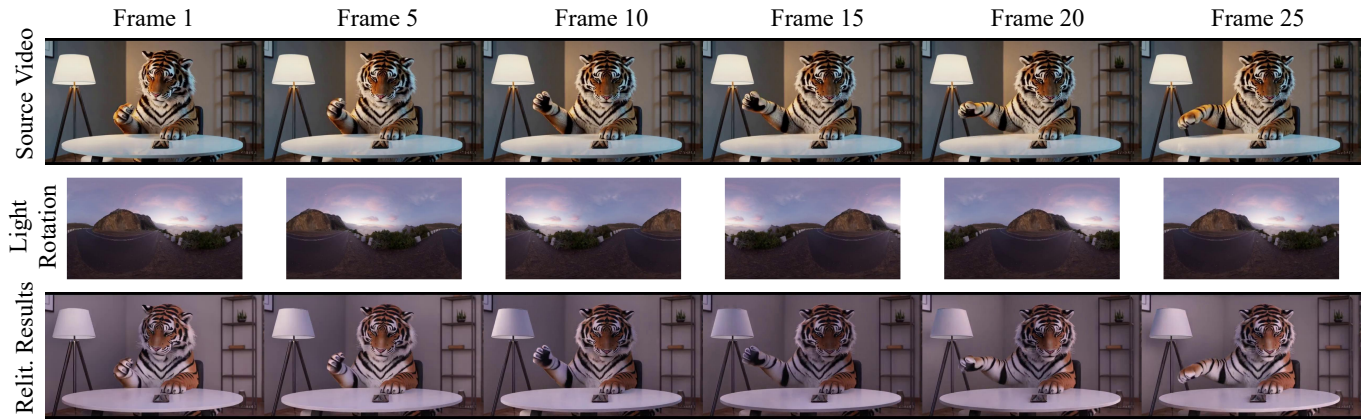 Frame 1
Frame 5
Frame 10
Frame 15
Frame 20
Frame 25
Source Video
Light
Rotation
Relit. Results